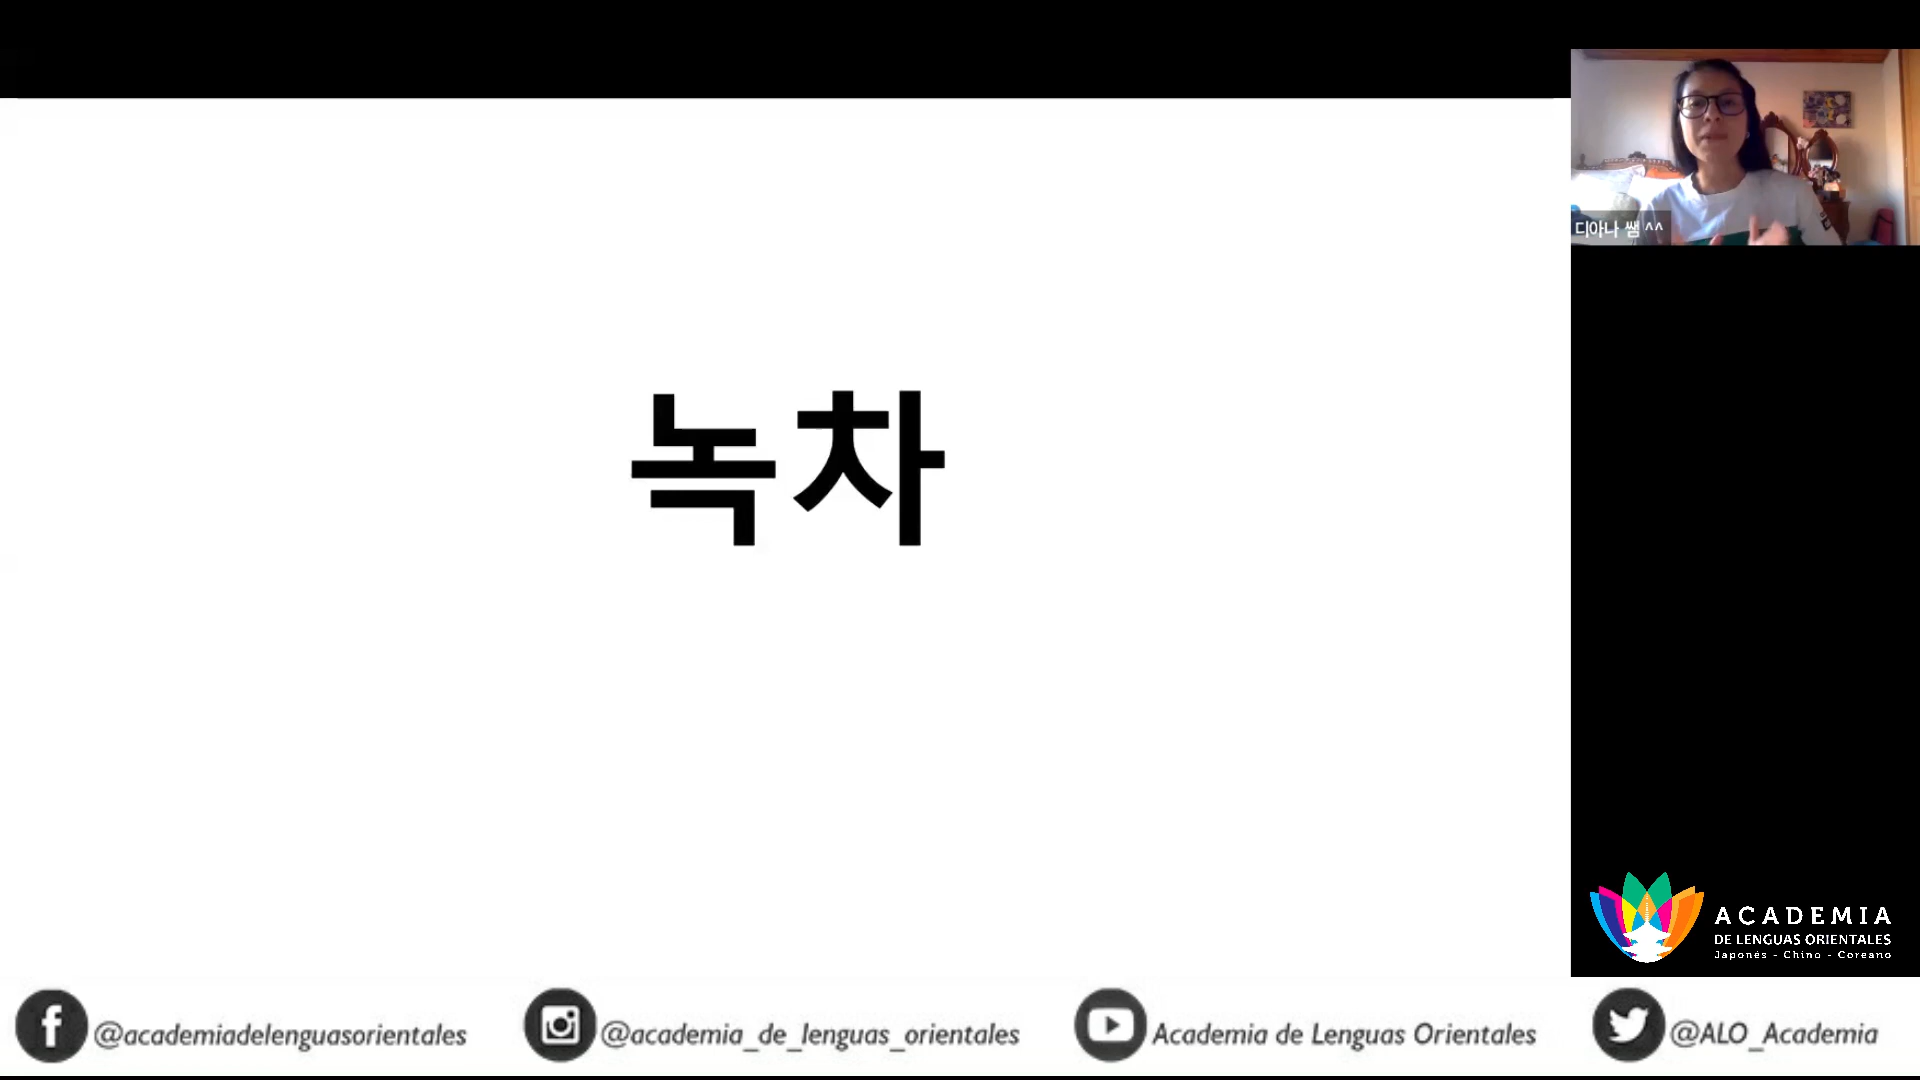 디아나 쌤 ^^
녹차
ACADEMIA
DE LENGUAS ORIENTALES
Japonés - Chino - Coreano
@academiadelenguasorientales
@academia_de_lenguas_orientales
Academia de Lenguas Orientales
@ALO_Academia